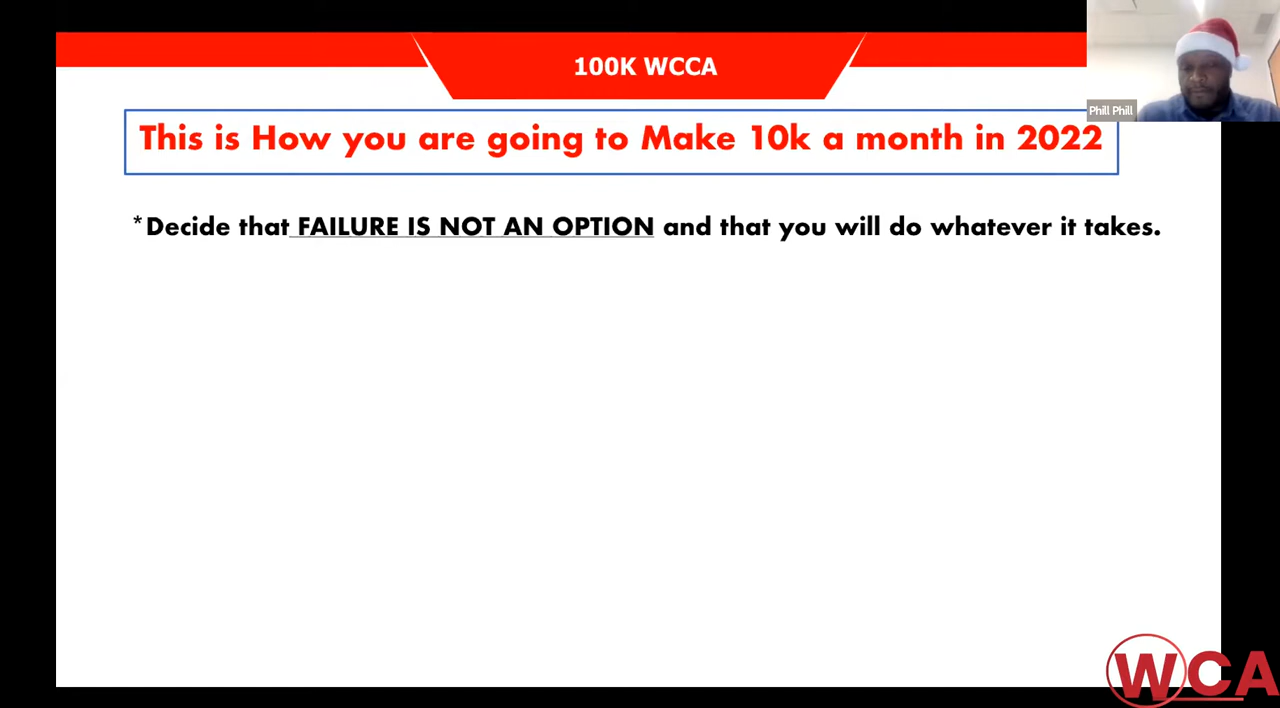 100K WCCA
Phill Phill
This is How you are going to Make 10k a month in 2022
*Decide that FAILURE IS NOT AN OPTION and that you will do whatever it takes.
WCA